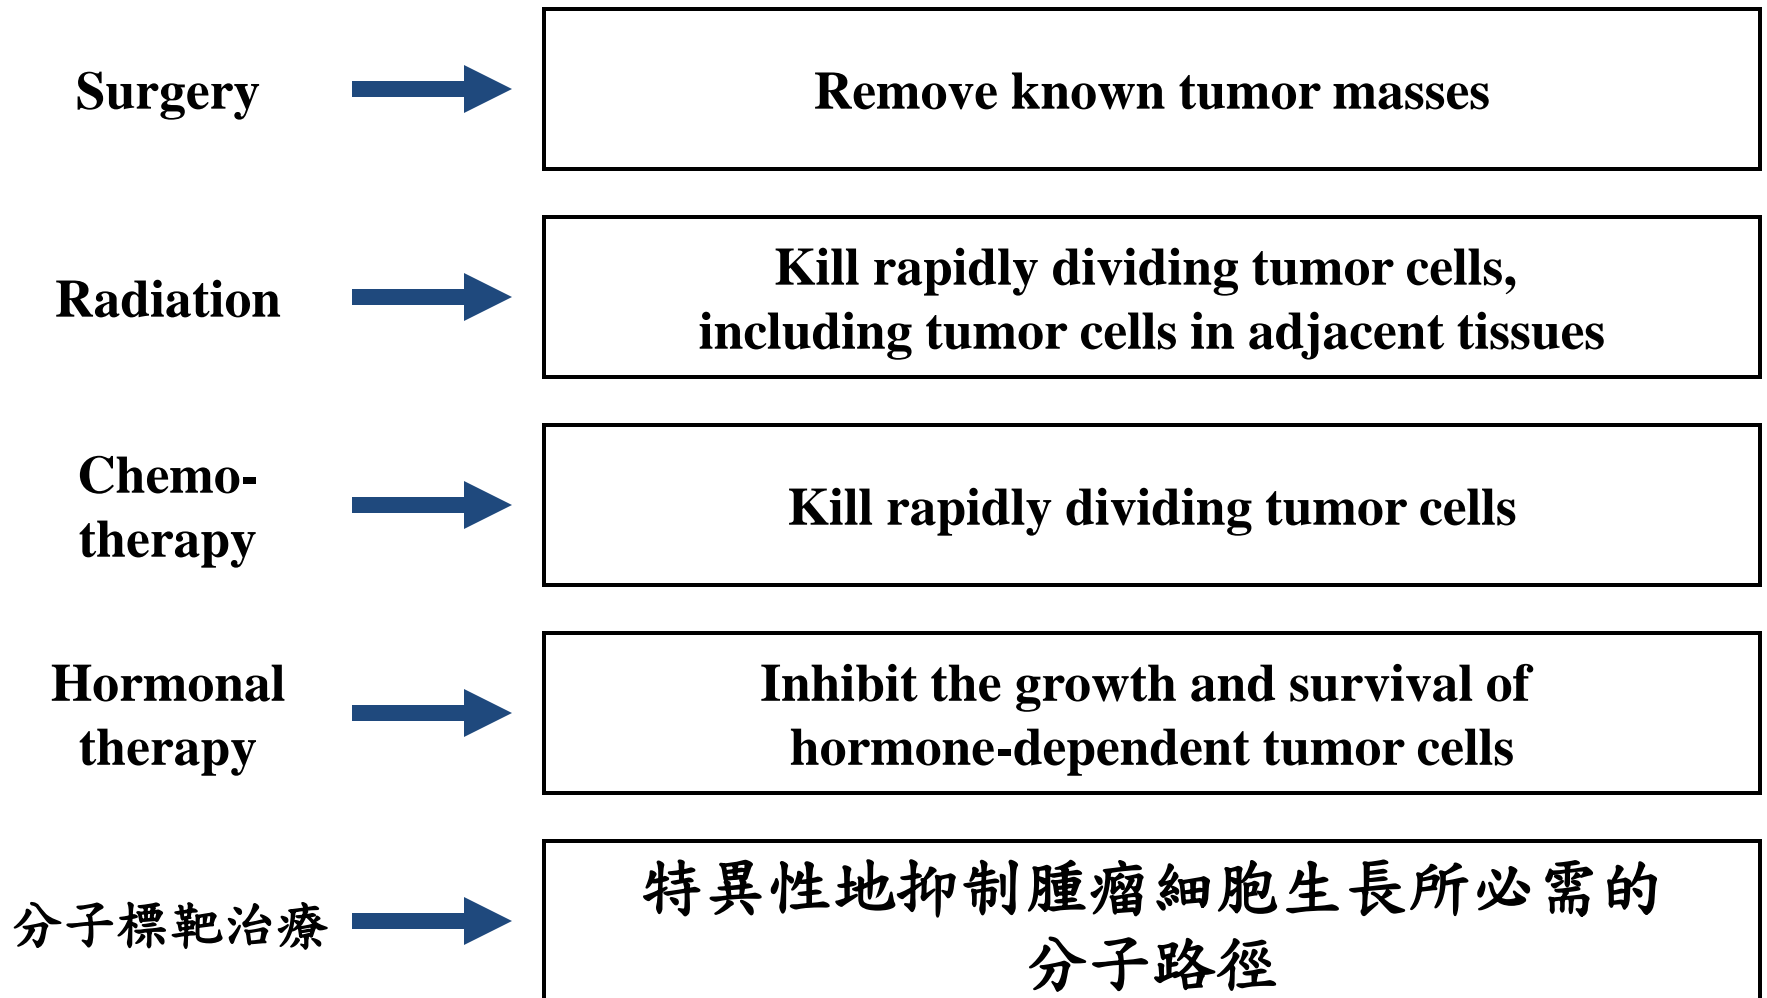 Surgery
Remove known tumor masses
Radiation
Kill rapidly dividing tumor cells,
including tumor cells in adjacent tissues
Chemo-
therapy
Kill rapidly dividing tumor cells
Hormonal
therapy
Inhibit the growth and survival of
hormone-dependent tumor cells
分子標靶治療
特異性地抑制腫瘤細胞生長所必需的
分子路徑